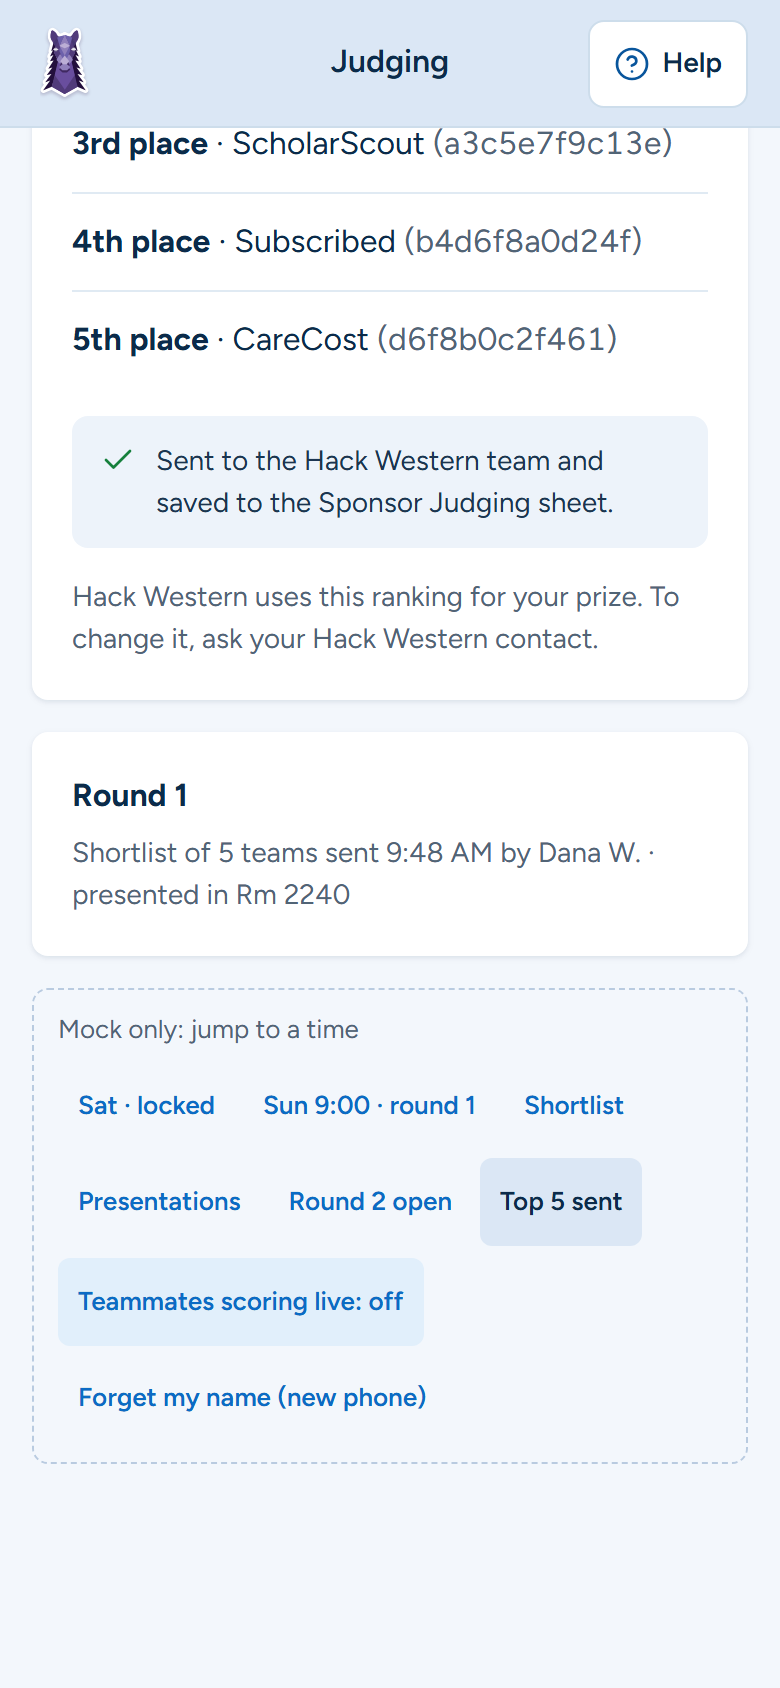 Judging
Help
3rd place · ScholarScout (a3c5e7f9c13e)
4th place · Subscribed (b4d6f8a0d24f)
5th place · CareCost (d6f8b0c2f461)
Sent to the Hack Western team and
saved to the Sponsor Judging sheet.
Hack Western uses this ranking for your prize. To
change it, ask your Hack Western contact.
Round 1
Shortlist of 5 teams sent 9:48 AM by Dana W. ·
presented in Rm 2240
Mock only: jump to a time
Sat · locked
Sun 9:00 · round 1
Shortlist
Presentations
Round 2 open
Top 5 sent
Teammates scoring live: off
Forget my name (new phone)